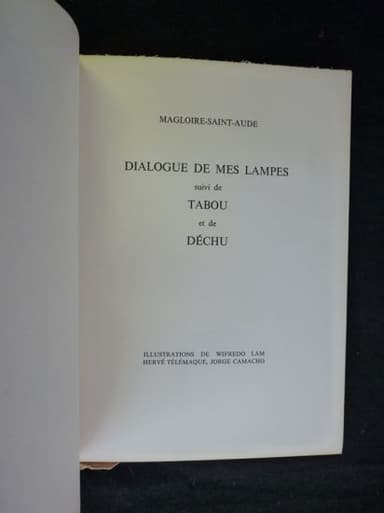 MAGLOIRE-SAINT-AUDE
DIALOGUE DE MES LAMPES
suivi de
TABOU
et de
DÉCHU
ILLUSTRATIONS DE WIFREDO LAM
HERVÉ TÉLÉMAQUE, JORGE CAMACHO